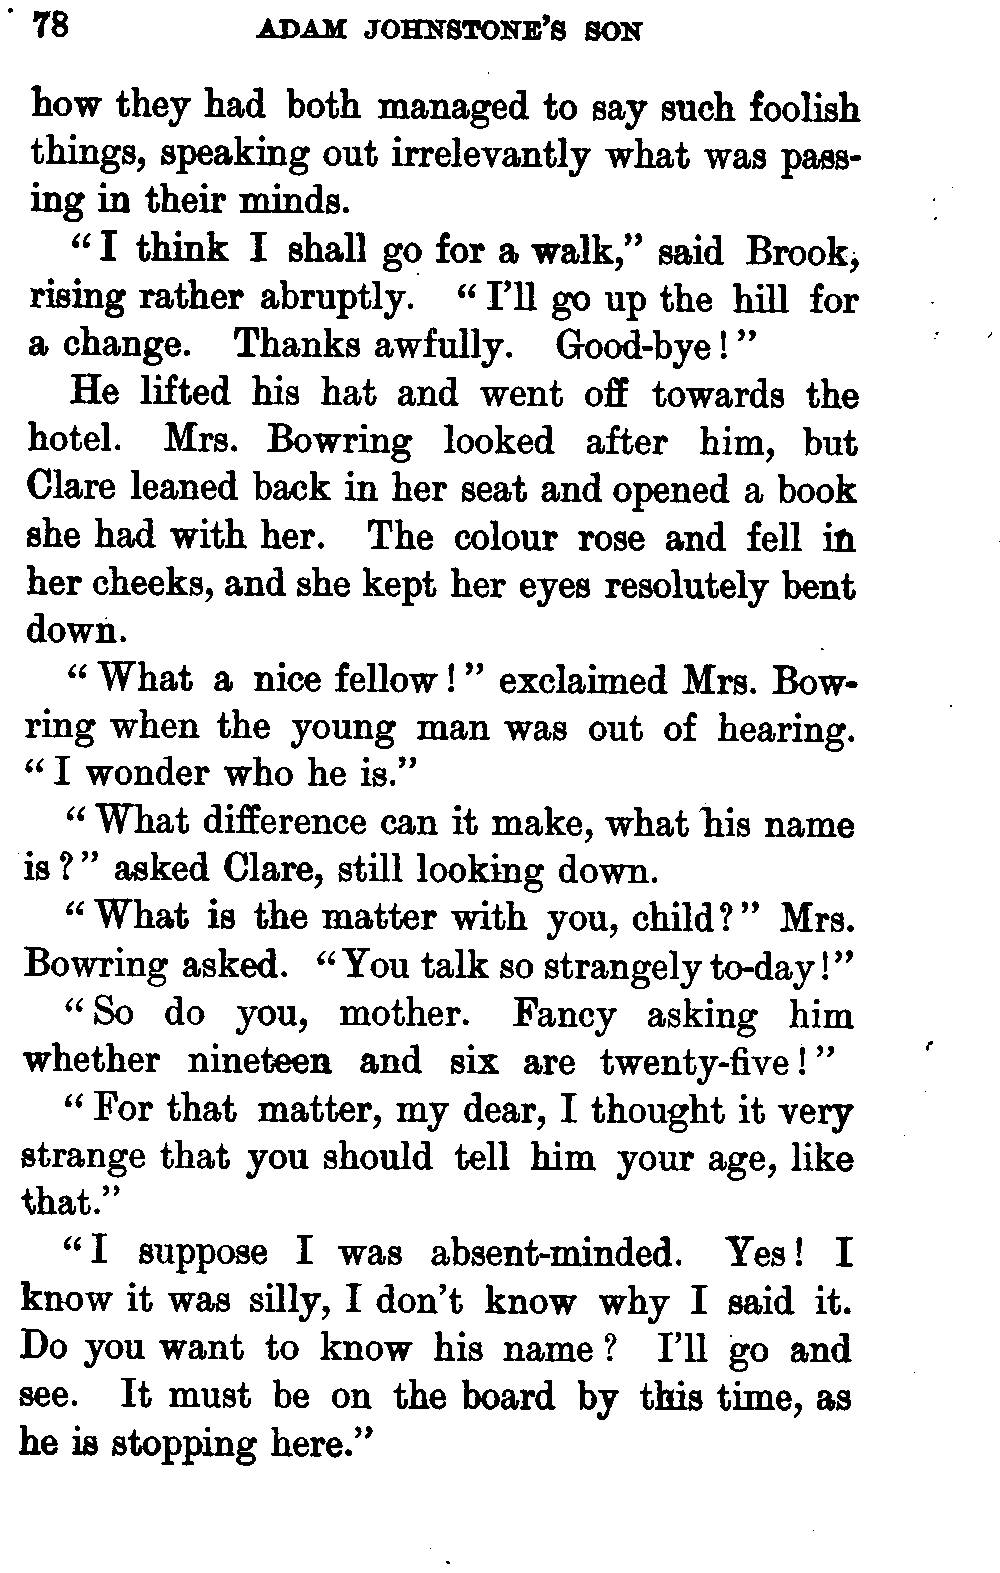 78 ADAM JOHNSTONE'S SON
how they had both managed to say such foolish
things, speaking out irrelevantly what was pass-
ing in their minds.
"I think I shall go for a walk," said Brook,
rising rather abruptly. "I'll go up the hill for
a change. Thanks awfully. Good-bye!"
He lifted his hat and went off towards the
hotel. Mrs. Bowring looked after him, but
Clare leaned back in her seat and opened a book
she had with her. The colour rose and fell in
her cheeks, and she kept her eyes resolutely bent
down.
"What a nice fellow!" exclaimed Mrs. Bow-
ring when the young man was out of hearing.
"I wonder who he is."
"What difference can it make, what his name
is?" asked Clare, still looking down.
"What is the matter with you, child?" Mrs.
Bowring asked. "You talk so strangely to-day!"
"So do you, mother. Fancy asking him
whether nineteen and six are twenty-five!"
"For that matter, my dear, I thought it very
strange that you should tell him your age, like
that."
"I suppose I was absent-minded. Yes! I
know it was silly, I don't know why I said it.
Do you want to know his name? I'll go and
see. It must be on the board by this time, as
he is stopping here."